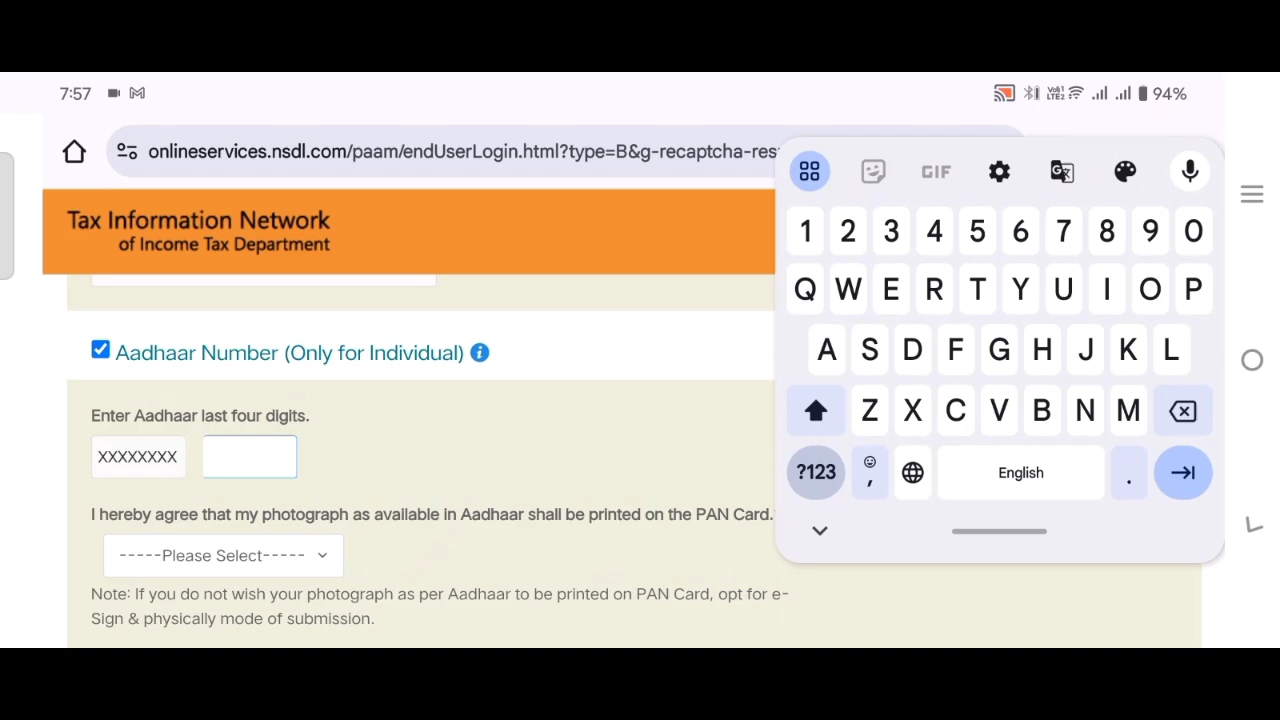 7:57
VoI) LTE2
94%
onlineservices.nsdl.com/paam/endUserLogin.html?type=B&g-recaptcha-res
Tax Information Network
of Income Tax Department
Aadhaar Number (Only for Individual)
Enter Aadhaar last four digits.
XXXXXXXX
I hereby agree that my photograph as available in Aadhaar shall be printed on the PAN Card.
-----Please Select-----
Note: If you do not wish your photograph as per Aadhaar to be printed on PAN Card, opt for e-
Sign & physically mode of submission.
GIF
1 2 3 4 5 6 7 8 9 0
Q W E R T Y U I O P
A S D F G H J K L
Z X C V B N M
?123 , English .